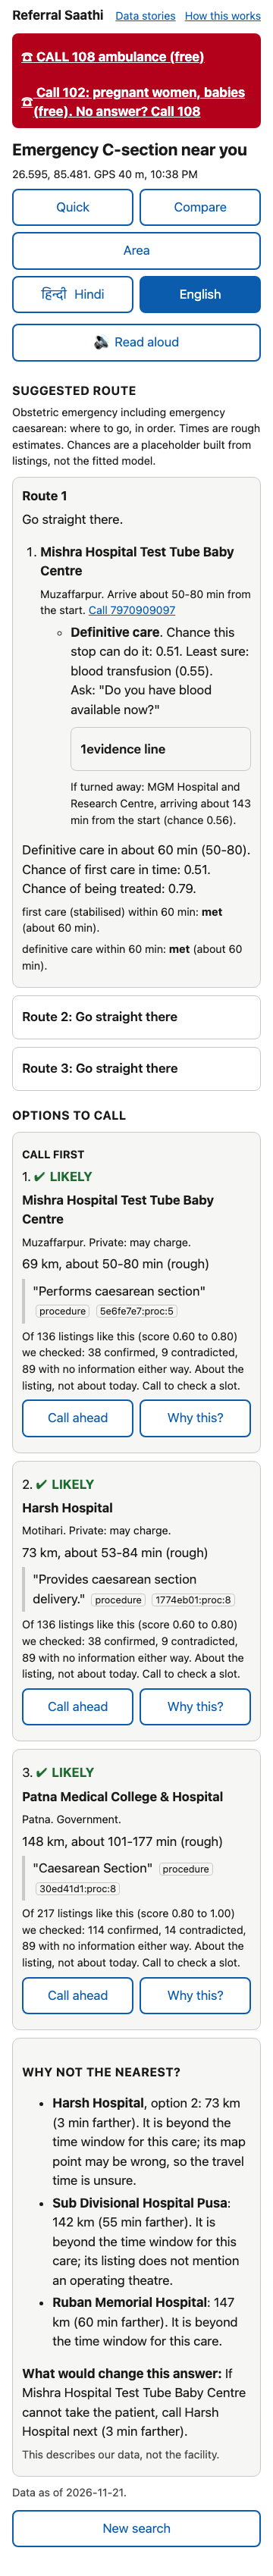 Referral Saathi Data stories How this works
☎ CALL 108 ambulance (free)
☎ Call 102: pregnant women, babies
(free). No answer? Call 108
Emergency C-section near you
26.595, 85.481. GPS 40 m, 10:38 PM
Quick Compare
Area
हिन्दी Hindi English
🔈 Read aloud
SUGGESTED ROUTE
Obstetric emergency including emergency
caesarean: where to go, in order. Times are rough
estimates. Chances are a placeholder built from
listings, not the fitted model.
Route 1
Go straight there.
1. Mishra Hospital Test Tube Baby
Centre
Muzaffarpur. Arrive about 50-80 min from
the start. Call 7970909097
Definitive care. Chance this
stop can do it: 0.51. Least sure:
blood transfusion (0.55).
Ask: "Do you have blood
available now?"
1evidence line
If turned away: MGM Hospital and
Research Centre, arriving about 143
min from the start (chance 0.56).
Definitive care in about 60 min (50-80).
Chance of first care in time: 0.51.
Chance of being treated: 0.79.
first care (stabilised) within 60 min: met
(about 60 min).
definitive care within 60 min: met (about 60
min).
Route 2: Go straight there
Route 3: Go straight there
OPTIONS TO CALL
CALL FIRST
1. ✔ LIKELY
Mishra Hospital Test Tube Baby
Centre
Muzaffarpur. Private: may charge.
69 km, about 50-80 min (rough)
"Performs caesarean section"
procedure 5e6fe7e7:proc:5
Of 136 listings like this (score 0.60 to 0.80)
we checked: 38 confirmed, 9 contradicted,
89 with no information either way. About the
listing, not about today. Call to check a slot.
Call ahead Why this?
2. ✔ LIKELY
Harsh Hospital
Motihari. Private: may charge.
73 km, about 53-84 min (rough)
"Provides caesarean section
delivery." procedure 1774eb01:proc:8
Of 136 listings like this (score 0.60 to 0.80)
we checked: 38 confirmed, 9 contradicted,
89 with no information either way. About the
listing, not about today. Call to check a slot.
Call ahead Why this?
3. ✔ LIKELY
Patna Medical College & Hospital
Patna. Government.
148 km, about 101-177 min (rough)
"Caesarean Section" procedure
30ed41d1:proc:8
Of 217 listings like this (score 0.80 to 1.00)
we checked: 114 confirmed, 14 contradicted,
89 with no information either way. About the
listing, not about today. Call to check a slot.
Call ahead Why this?
WHY NOT THE NEAREST?
Harsh Hospital, option 2: 73 km
(3 min farther). It is beyond the
time window for this care; its map
point may be wrong, so the travel
time is unsure.
Sub Divisional Hospital Pusa:
142 km (55 min farther). It is
beyond the time window for this
care; its listing does not mention
an operating theatre.
Ruban Memorial Hospital: 147
km (60 min farther). It is beyond
the time window for this care.
What would change this answer: If
Mishra Hospital Test Tube Baby Centre
cannot take the patient, call Harsh
Hospital next (3 min farther).
This describes our data, not the facility.
Data as of 2026-11-21.
New search